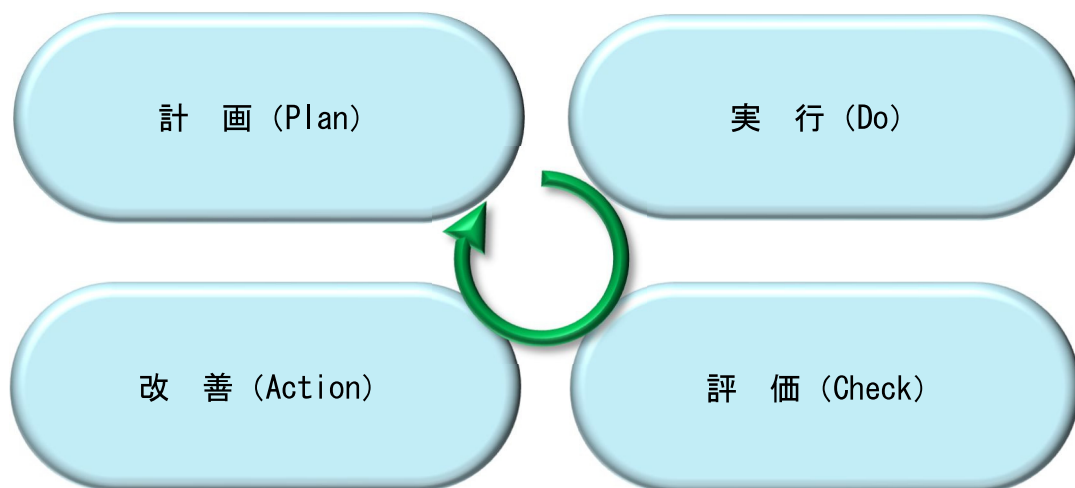 計　画 (Plan)
実　行 (Do)
改　善 (Action)
評　価 (Check)